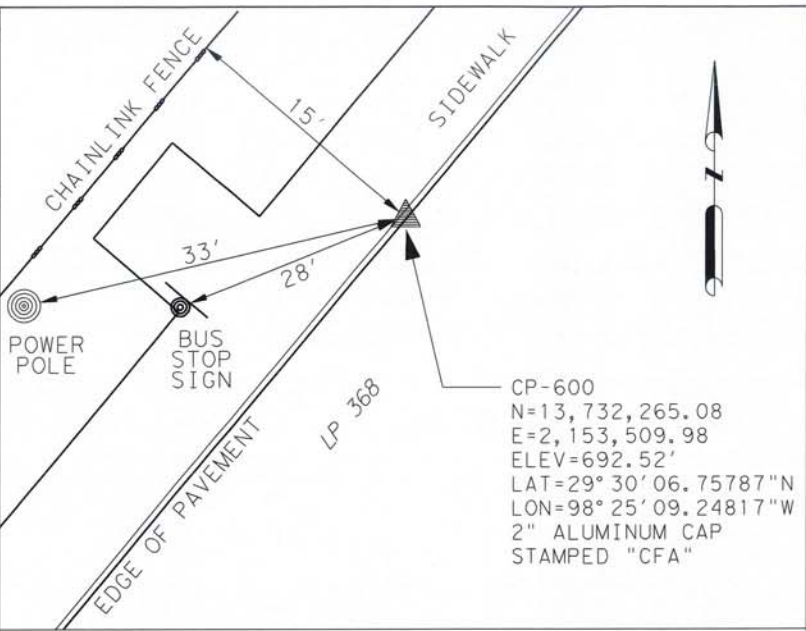 CHAINLINK FENCE
15'
SIDEWALK
33'
28'
N
POWER
POLE
BUS
STOP
SIGN
LP 368
EDGE OF PAVEMENT
CP-600
N=13,732,265.08
E=2,153,509.98
ELEV=692.52'
LAT=29°30'06.75787"N
LON=98°25'09.24817"W
2" ALUMINUM CAP
STAMPED "CFA"